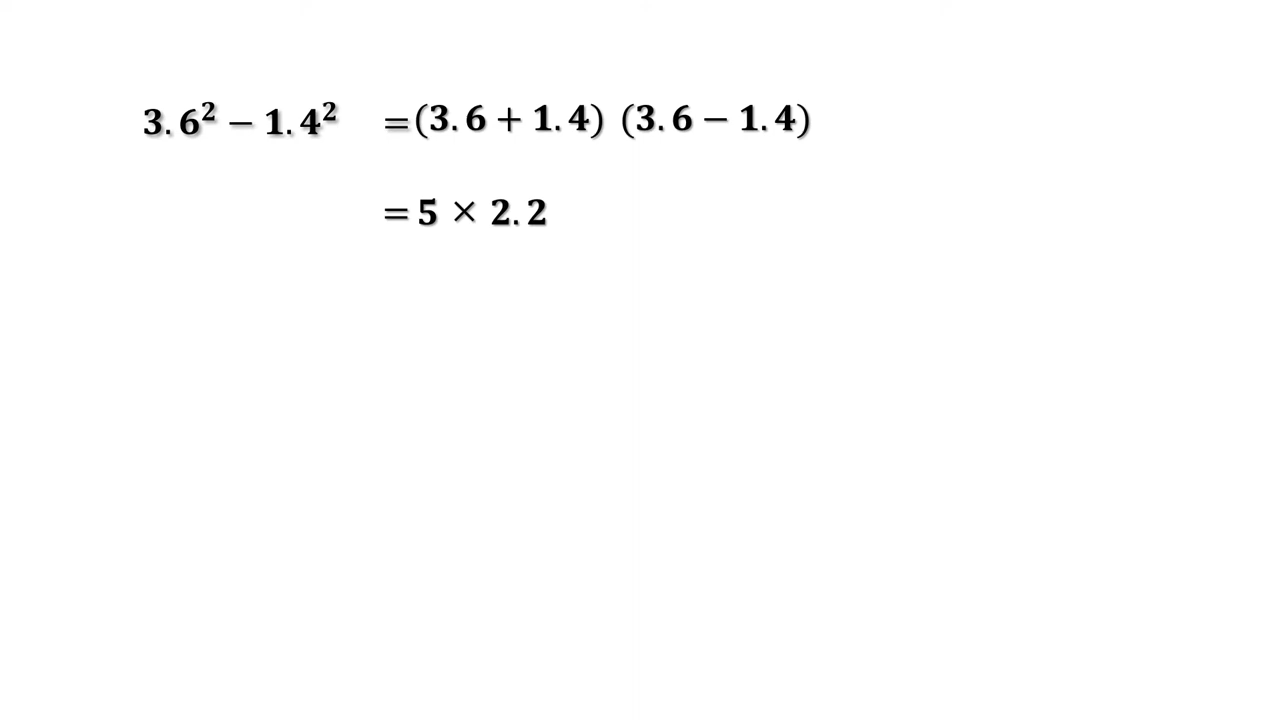 3.6² − 1.4² = (3.6 + 1.4) (3.6 − 1.4)
= 5 × 2.2